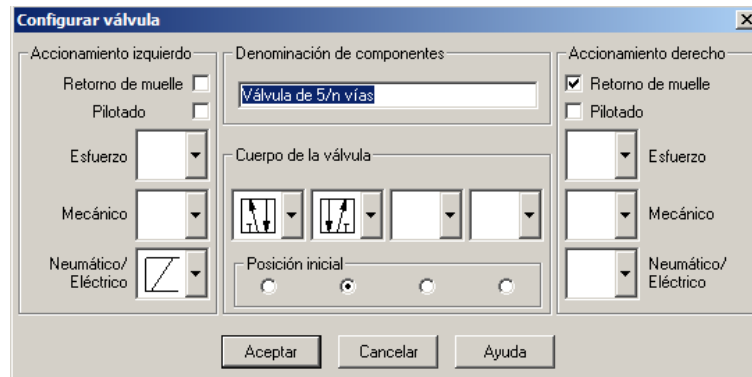 Configurar válvula
Accionamiento izquierdo
Retorno de muelle
Pilotado
Esfuerzo
Mecánico
Neumático/
Eléctrico
Denominación de componentes
Válvula de 5/n vías
Cuerpo de la válvula
Posición inicial
Accionamiento derecho
Retorno de muelle
Pilotado
Esfuerzo
Mecánico
Neumático/
Eléctrico
Aceptar
Cancelar
Ayuda